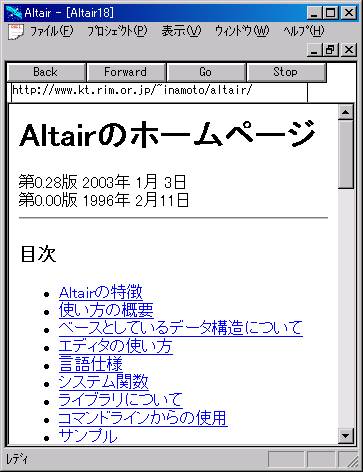 Altair - [Altair18]
ﾌｧｲﾙ(F) ﾌﾟﾛｼﾞｪｸﾄ(P) 表示(V) ｳｨﾝﾄﾞｳ(W) ﾍﾙﾌﾟ(H)
Back Forward Go Stop
http://www.kt.rim.or.jp/~inamoto/altair/
Altairのホームページ
第0.28版 2003年 1月 3日
第0.00版 1996年 2月11日
目次
Altairの特徴
使い方の概要
ベースとしているデータ構造について
エディタの使い方
言語仕様
システム関数
ライブラリについて
コマンドラインからの使用
サンプル
ﾚﾃﾞｨ